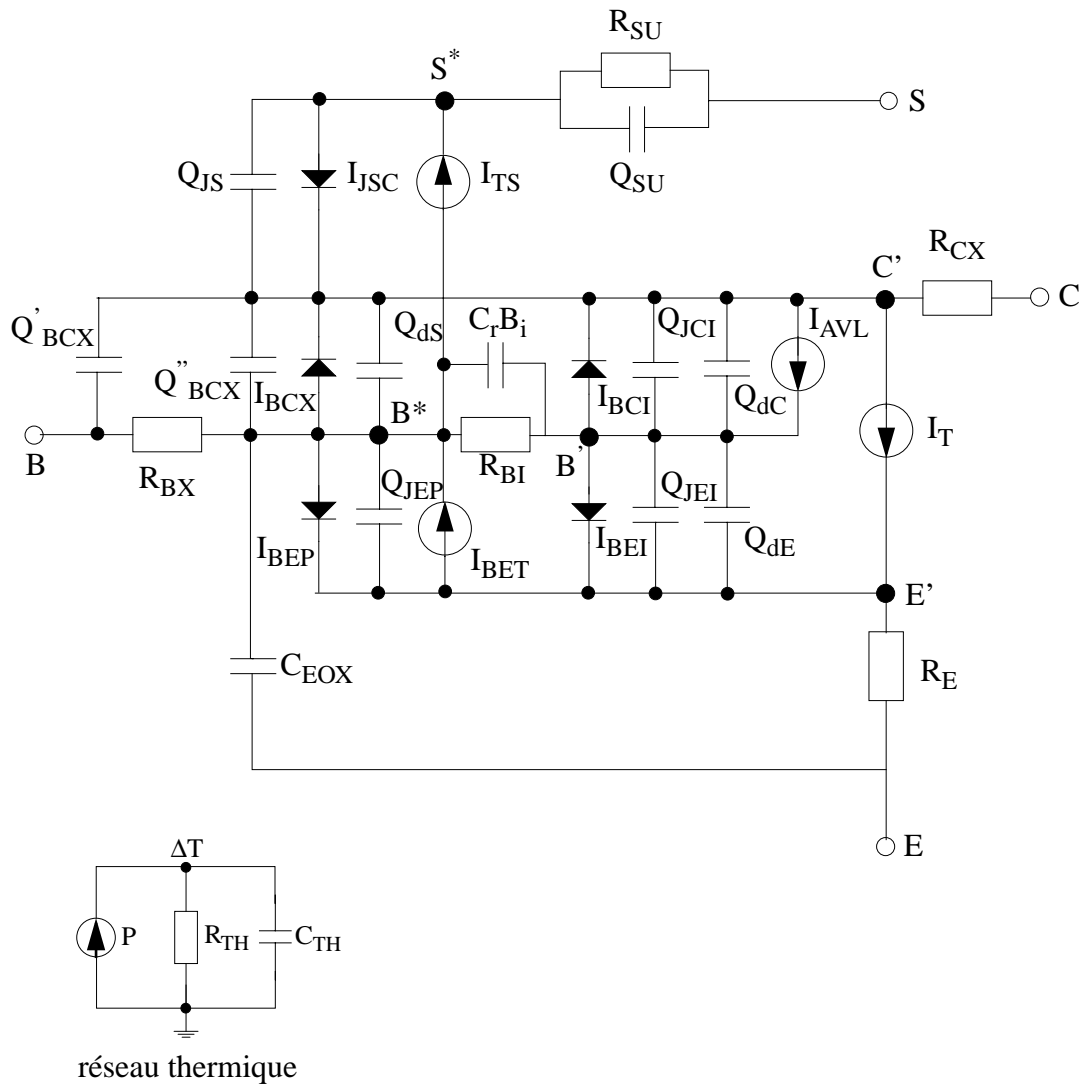 R_SU
S*
S
Q_JS
I_JSC
I_TS
Q_SU
R_CX
C'
C
Q'_BCX
Q_dS
C_rB_i
Q_JCI
I_AVL
Q''_BCX
I_BCX
B*
I_BCI
Q_dC
I_T
B
R_BX
R_BI
B'
Q_JEP
Q_JEI
I_BEP
I_BET
I_BEI
Q_dE
E'
C_EOX
R_E
E
ΔT
P
R_TH
C_TH
réseau thermique